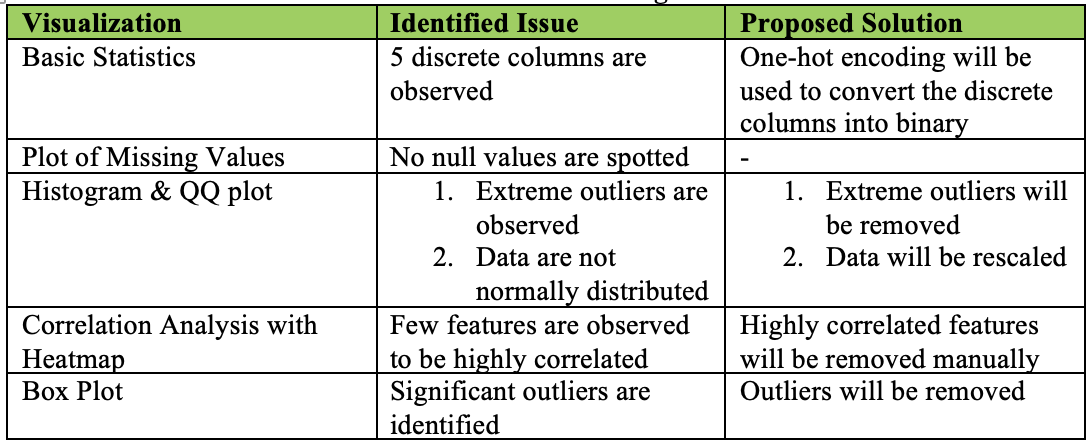 Visualization Identified Issue Proposed Solution
Basic Statistics 5 discrete columns are One-hot encoding will be
observed used to convert the discrete
columns into binary
Plot of Missing Values No null values are spotted -
Histogram & QQ plot 1. Extreme outliers are 1. Extreme outliers will
observed be removed
2. Data are not 2. Data will be rescaled
normally distributed
Correlation Analysis with Few features are observed Highly correlated features
Heatmap to be highly correlated will be removed manually
Box Plot Significant outliers are Outliers will be removed
identified